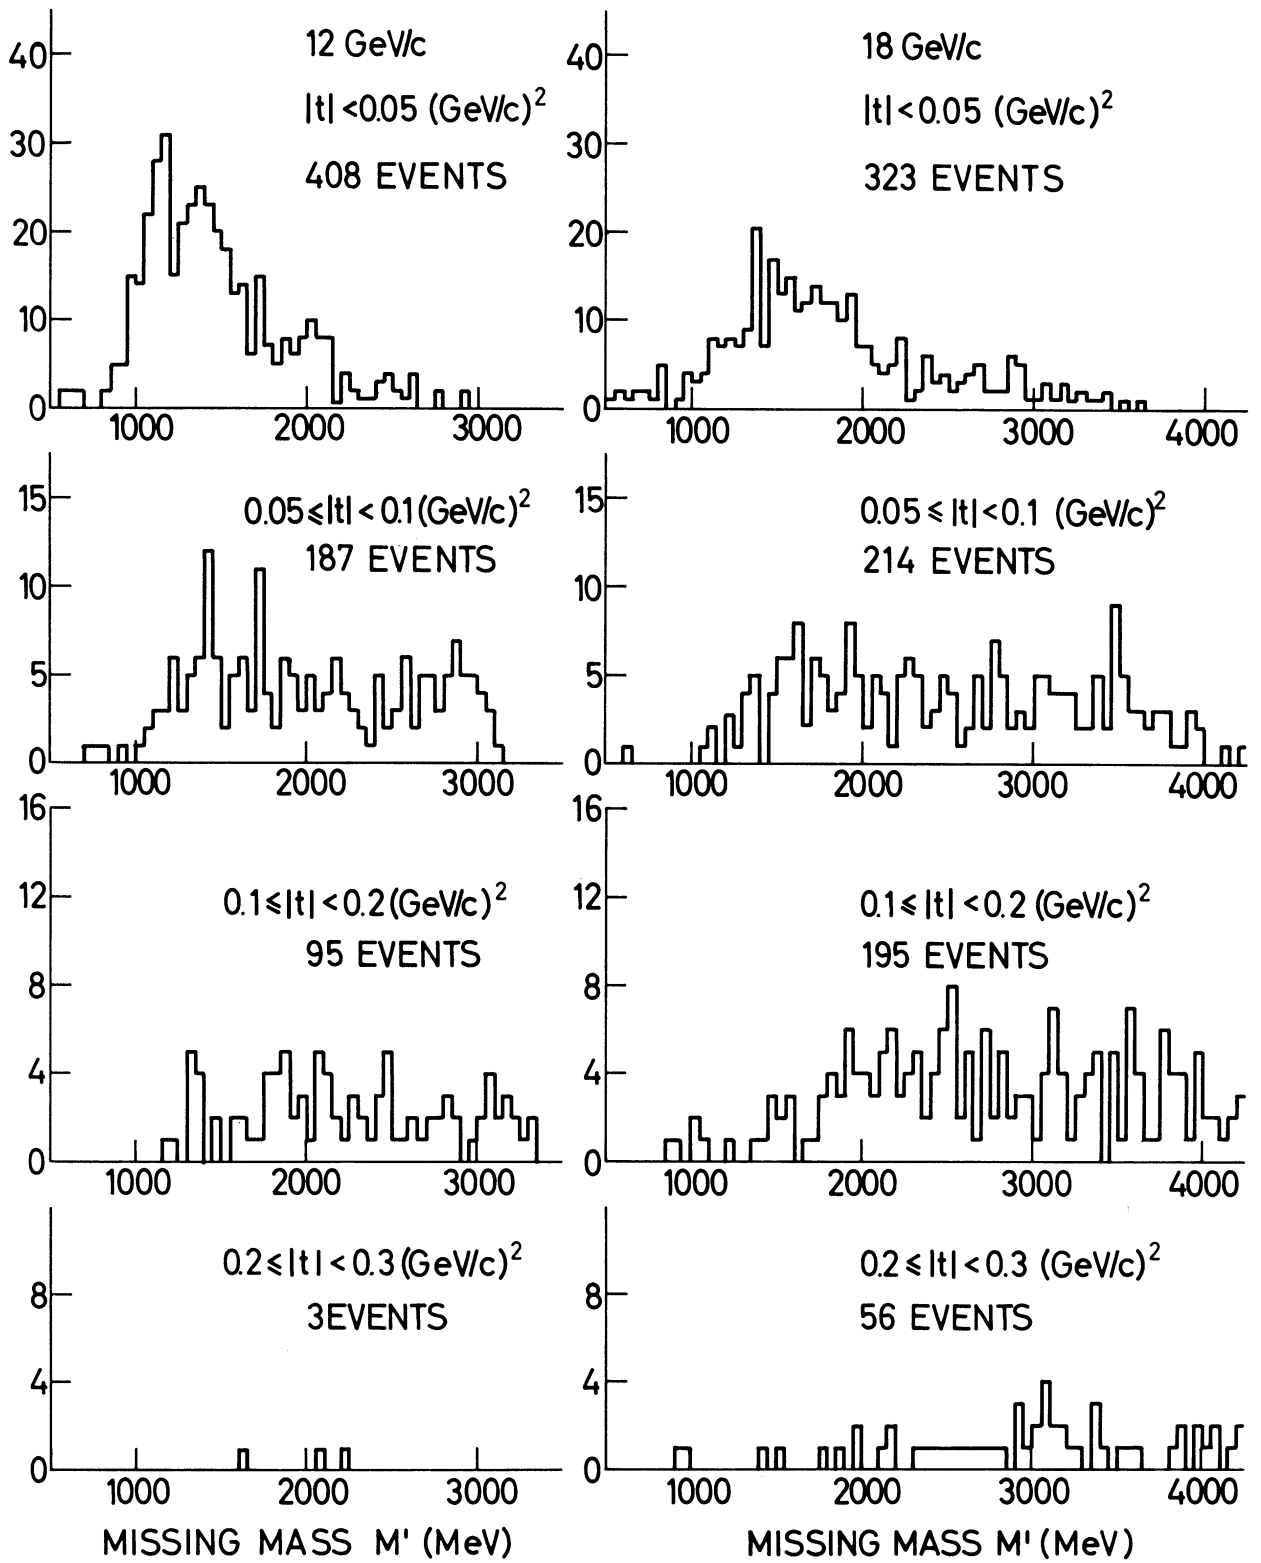 40
30
20
10
0
12 GeV/c
|t| <0.05 (GeV/c)²
408 EVENTS
1000 2000 3000
40
30
20
10
0
18 GeV/c
|t| <0.05 (GeV/c)²
323 EVENTS
1000 2000 3000 4000
15
10
5
0
0.05⩽|t| < 0.1 (GeV/c)²
187 EVENTS
1000 2000 3000
15
10
5
0
0.05 ⩽ |t| <0.1 (GeV/c)²
214 EVENTS
1000 2000 3000 4000
16
12
8
4
0
0.1⩽|t| < 0.2 (GeV/c)²
95 EVENTS
1000 2000 3000
16
12
8
4
0
0.1⩽ |t| <0.2 (GeV/c)²
195 EVENTS
1000 2000 3000 4000
8
4
0
0.2⩽|t| < 0.3 (GeV/c)²
3EVENTS
1000 2000 3000
MISSING MASS M' (MeV)
8
4
0
0.2 ⩽ |t| < 0.3 (GeV/c)²
56 EVENTS
1000 2000 3000 4000
MISSING MASS M' (MeV)